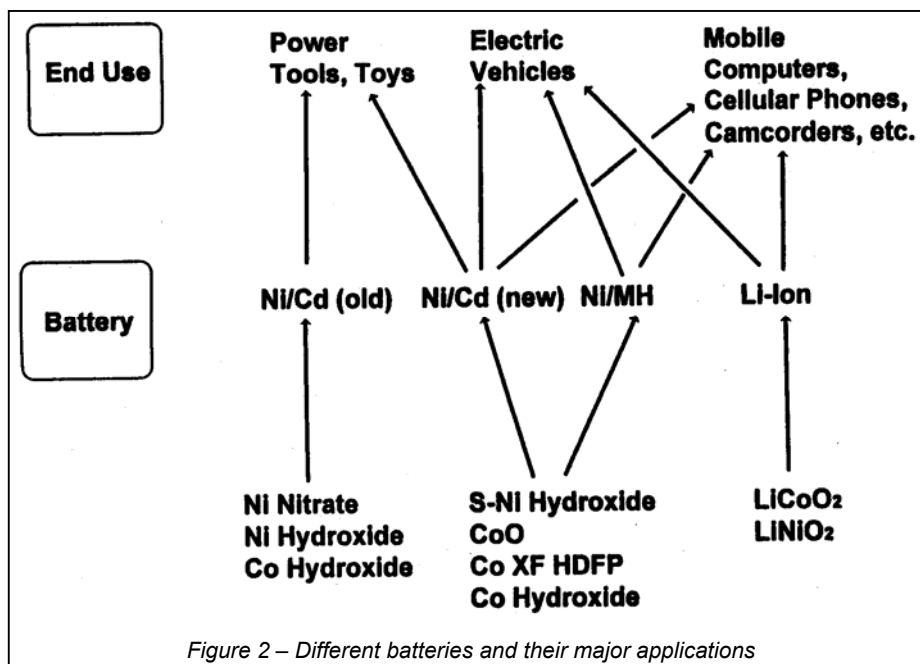 End Use
Power
Tools, Toys
Electric
Vehicles
Mobile
Computers,
Cellular Phones,
Camcorders, etc.
Battery
Ni/Cd (old)
Ni/Cd (new)
Ni/MH
Li-Ion
Ni Nitrate
Ni Hydroxide
Co Hydroxide
S-Ni Hydroxide
CoO
Co XF HDFP
Co Hydroxide
LiCoO₂
LiNiO₂
Figure 2 – Different batteries and their major applications